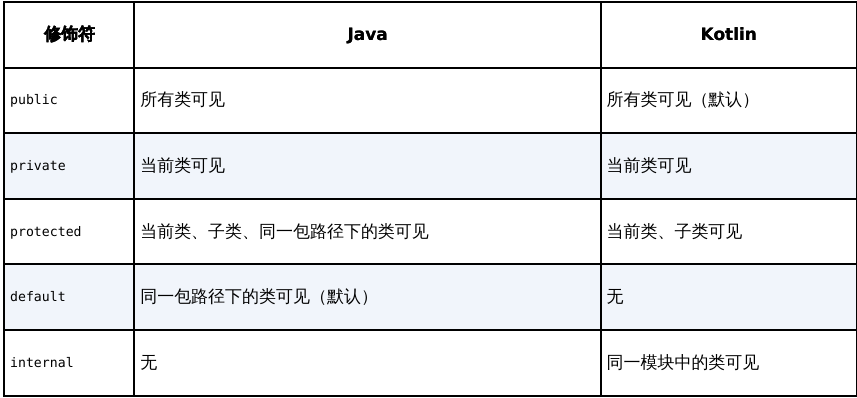 修饰符 Java Kotlin
public 所有类可见 所有类可见（默认）
private 当前类可见 当前类可见
protected 当前类、子类、同一包路径下的类可见 当前类、子类可见
default 同一包路径下的类可见（默认） 无
internal 无 同一模块中的类可见